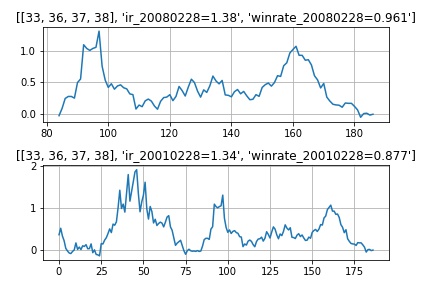 [[33, 36, 37, 38], 'ir_20080228=1.38', 'winrate_20080228=0.961']
1.0
0.5
0.0
80 100 120 140 160 180
[[33, 36, 37, 38], 'ir_20010228=1.34', 'winrate_20010228=0.877']
2
1
0
0 25 50 75 100 125 150 175